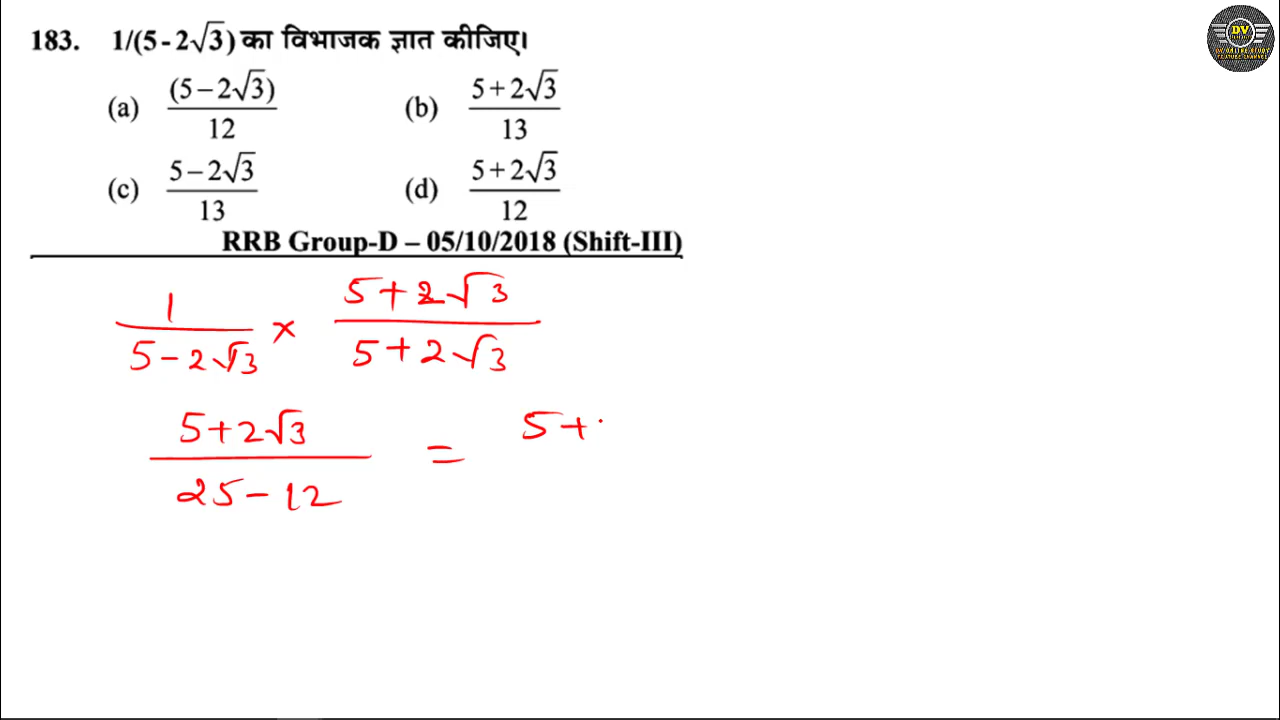 183. 1/(5 - 2√3) का विभाजक ज्ञात कीजिए।
(a) (5 – 2√3)/12 (b) 5 + 2√3/13
(c) 5 – 2√3/13 (d) 5 + 2√3/12
RRB Group-D – 05/10/2018 (Shift-III)
1/5 - 2√3 × 5 + 2√3/5 + 2√3
5 + 2√3/25 - 12 = 5 +
DV